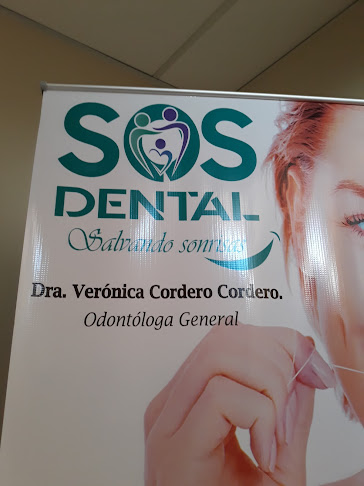 SOS
DENTAL
Salvando sonrisas
Dra. Verónica Cordero Cordero.
Odontóloga General